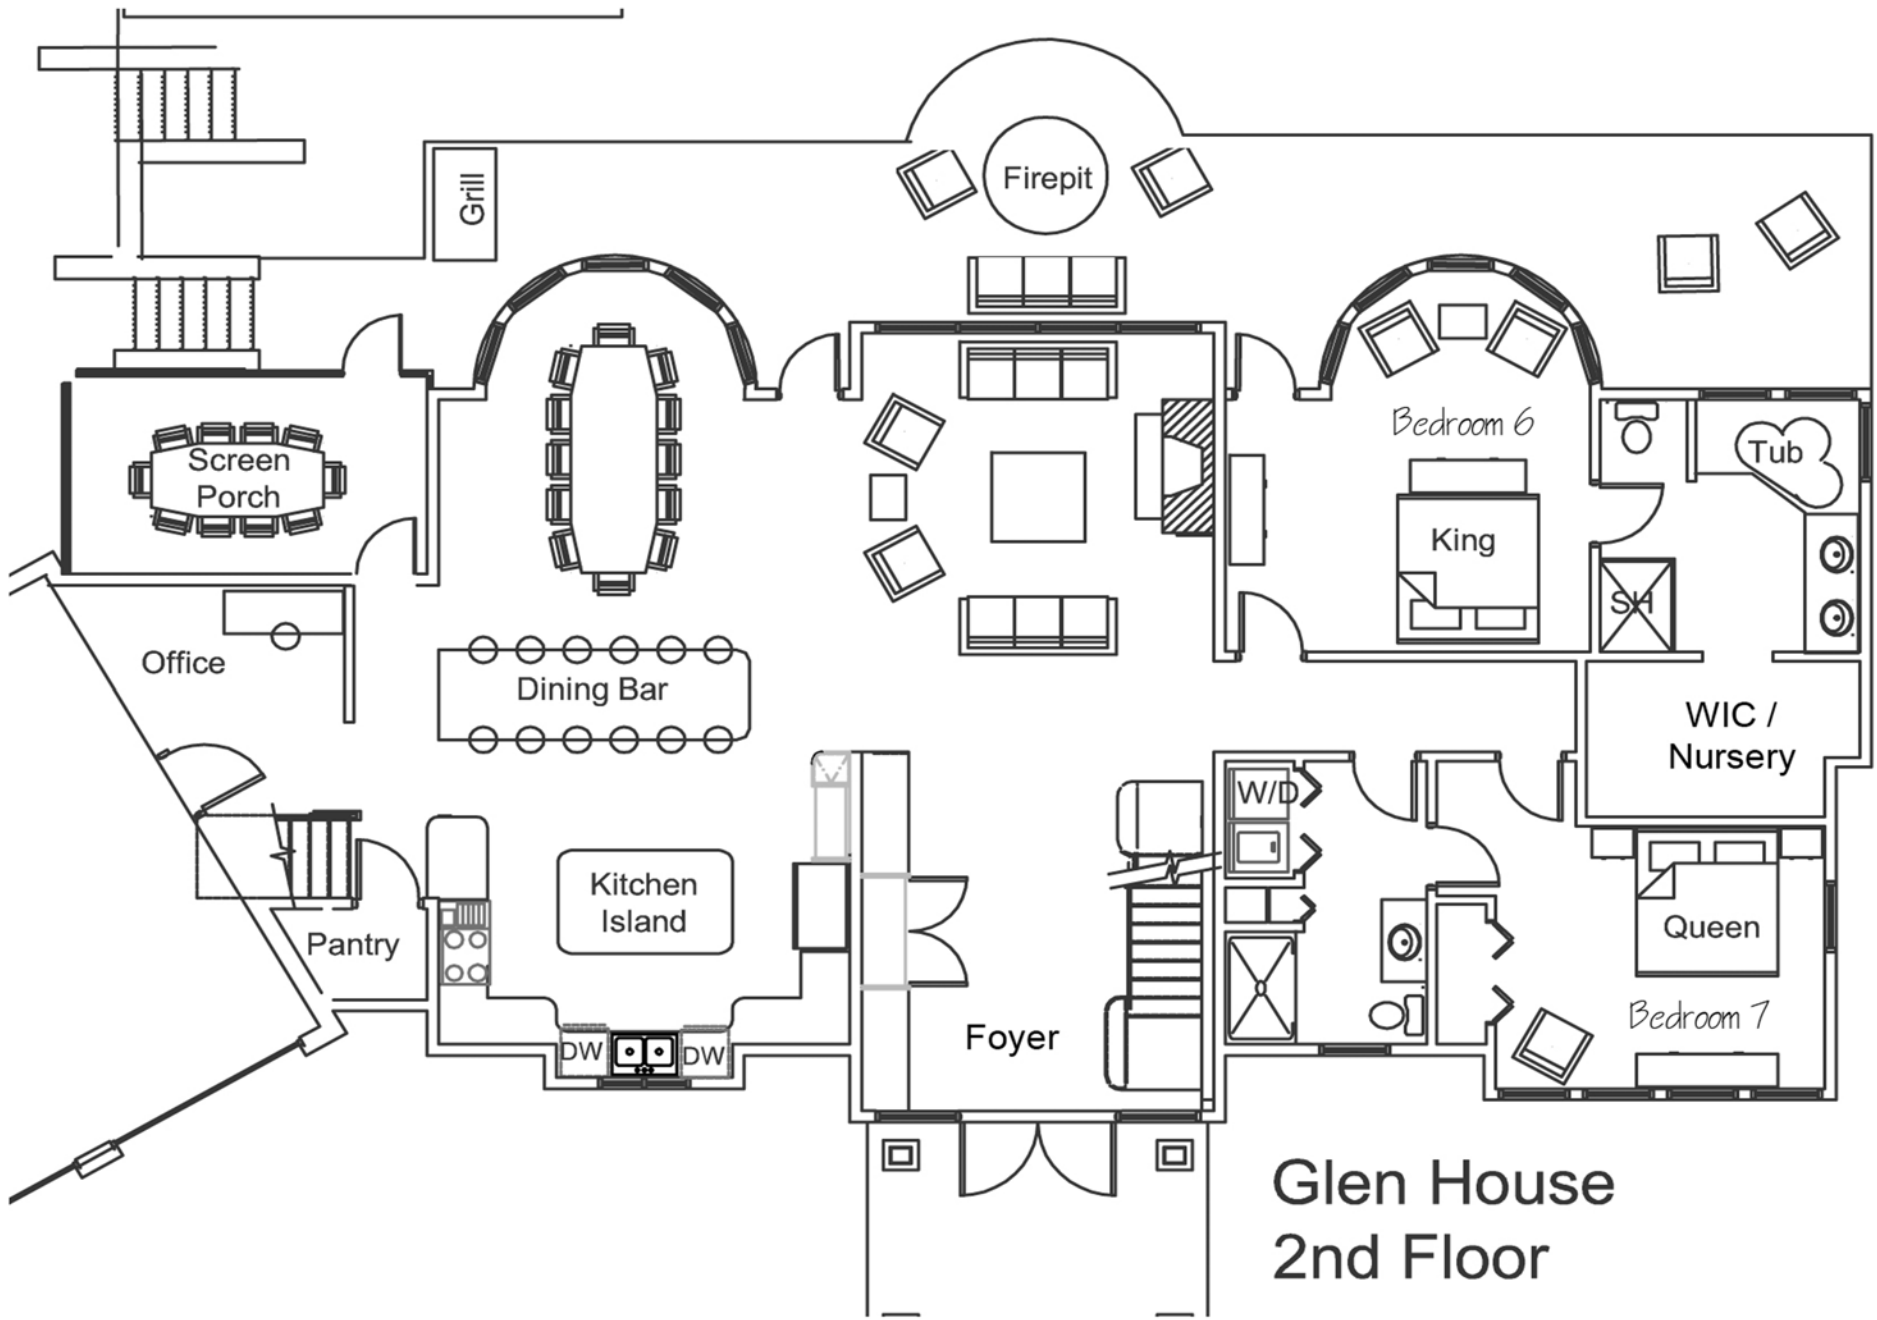 Grill
Firepit
Bedroom 6
Screen
Porch
Tub
King
SH
Office
Dining Bar
WIC /
Nursery
W/D
Kitchen
Island
Queen
Pantry
Bedroom 7
Foyer
DW
DW
Glen House
2nd Floor